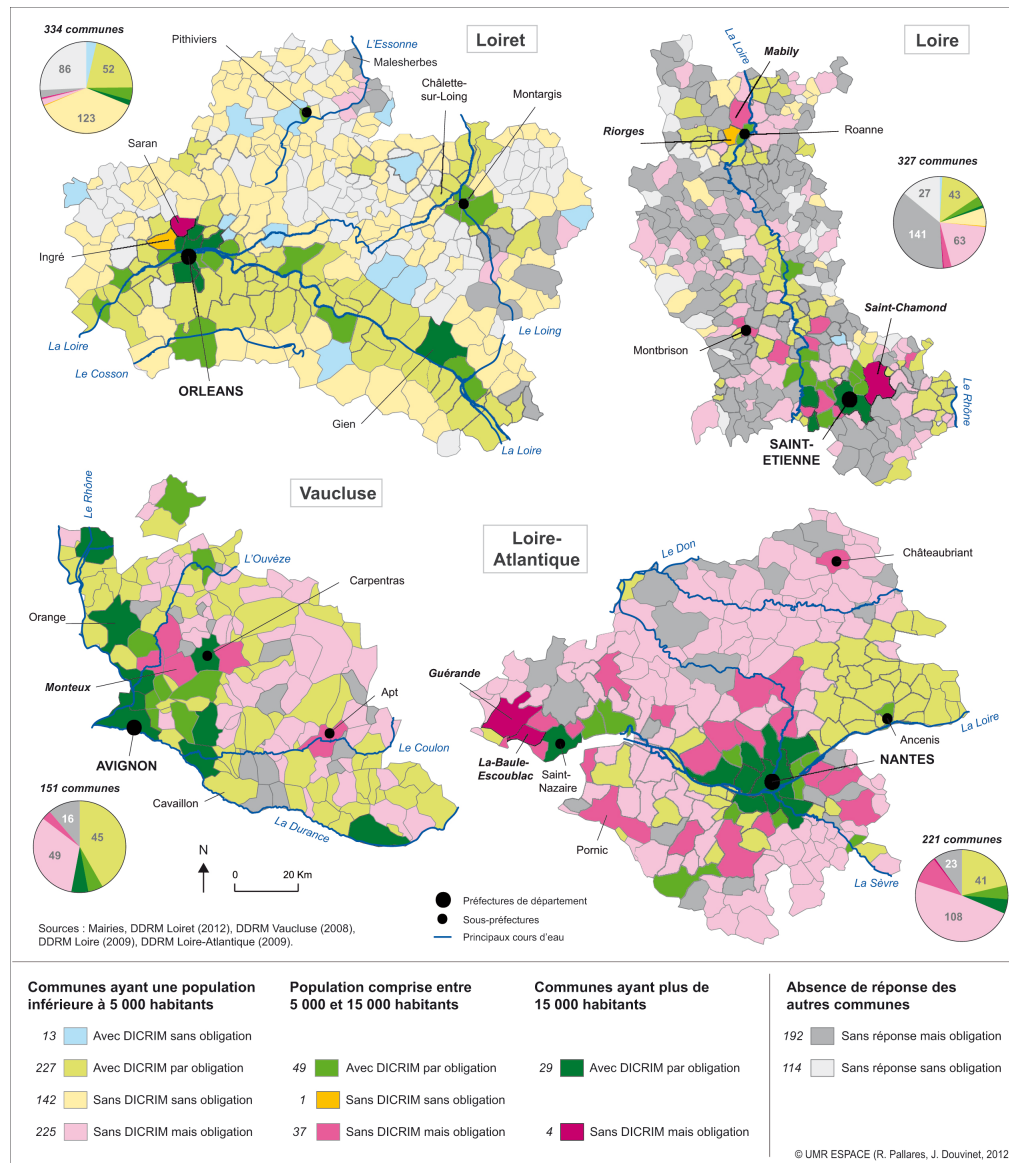 334 communes
86
52
123
Pithiviers
L'Essonne
Malesherbes
Loiret
Châlette-
sur-Loing
Montargis
Saran
Ingré
La Loire
Le Cosson
ORLEANS
Gien
Le Loing
La Loire
La Loire
Mabily
Loire
Riorges
Roanne
327 communes
27
43
141
63
Saint-Chamond
Montbrison
SAINT-
ETIENNE
Le Rhône
Le Rhône
Vaucluse
L'Ouvèze
Carpentras
Orange
Monteux
Apt
Le Coulon
AVIGNON
Cavaillon
La Durance
151 communes
16
45
49
N
0 20 Km
Loire-
Atlantique
Le Don
Châteaubriant
Guérande
La-Baule-
Escoublac
Saint-
Nazaire
Pornic
La Loire
Ancenis
NANTES
La Sèvre
221 communes
23
41
108
Préfectures de département
Sous-préfectures
Principaux cours d'eau
Sources : Mairies, DDRM Loiret (2012), DDRM Vaucluse (2008),
DDRM Loire (2009), DDRM Loire-Atlantique (2009).
Communes ayant une population
inférieure à 5 000 habitants
13 Avec DICRIM sans obligation
227 Avec DICRIM par obligation
142 Sans DICRIM sans obligation
225 Sans DICRIM mais obligation
Population comprise entre
5 000 et 15 000 habitants
49 Avec DICRIM par obligation
1 Sans DICRIM sans obligation
37 Sans DICRIM mais obligation
Communes ayant plus de
15 000 habitants
29 Avec DICRIM par obligation
4 Sans DICRIM mais obligation
Absence de réponse des
autres communes
192 Sans réponse mais obligation
114 Sans réponse sans obligation
© UMR ESPACE (R. Pallares, J. Douvinet, 2012